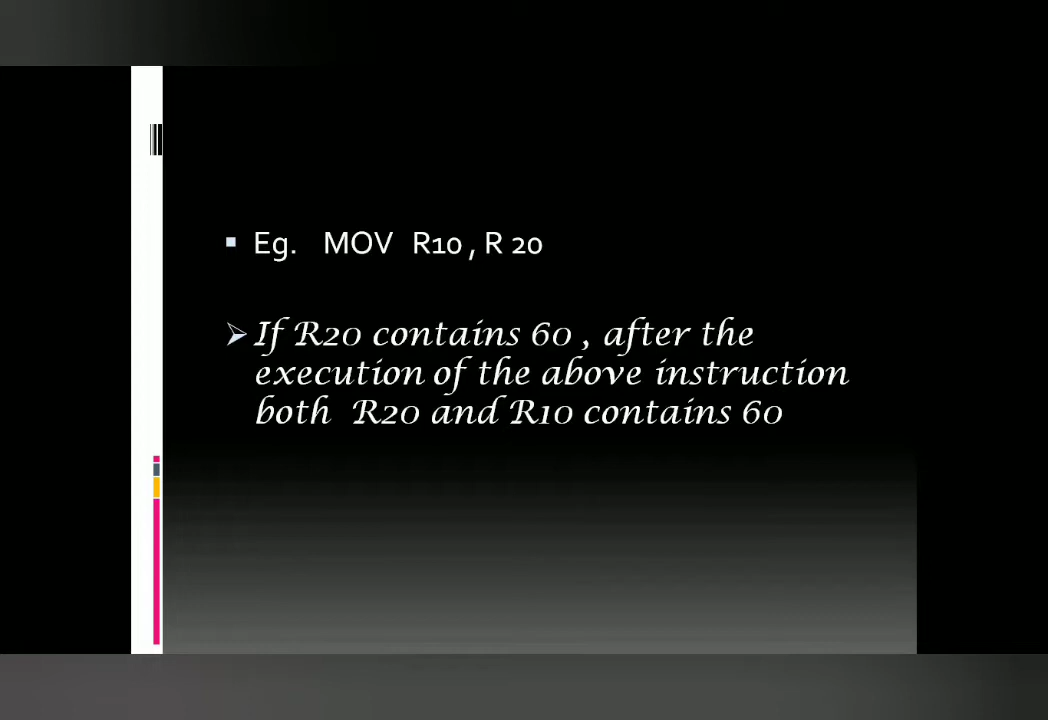 Eg. MOV R10 , R 20
If R20 contains 60 , after the
execution of the above instruction
both R20 and R10 contains 60